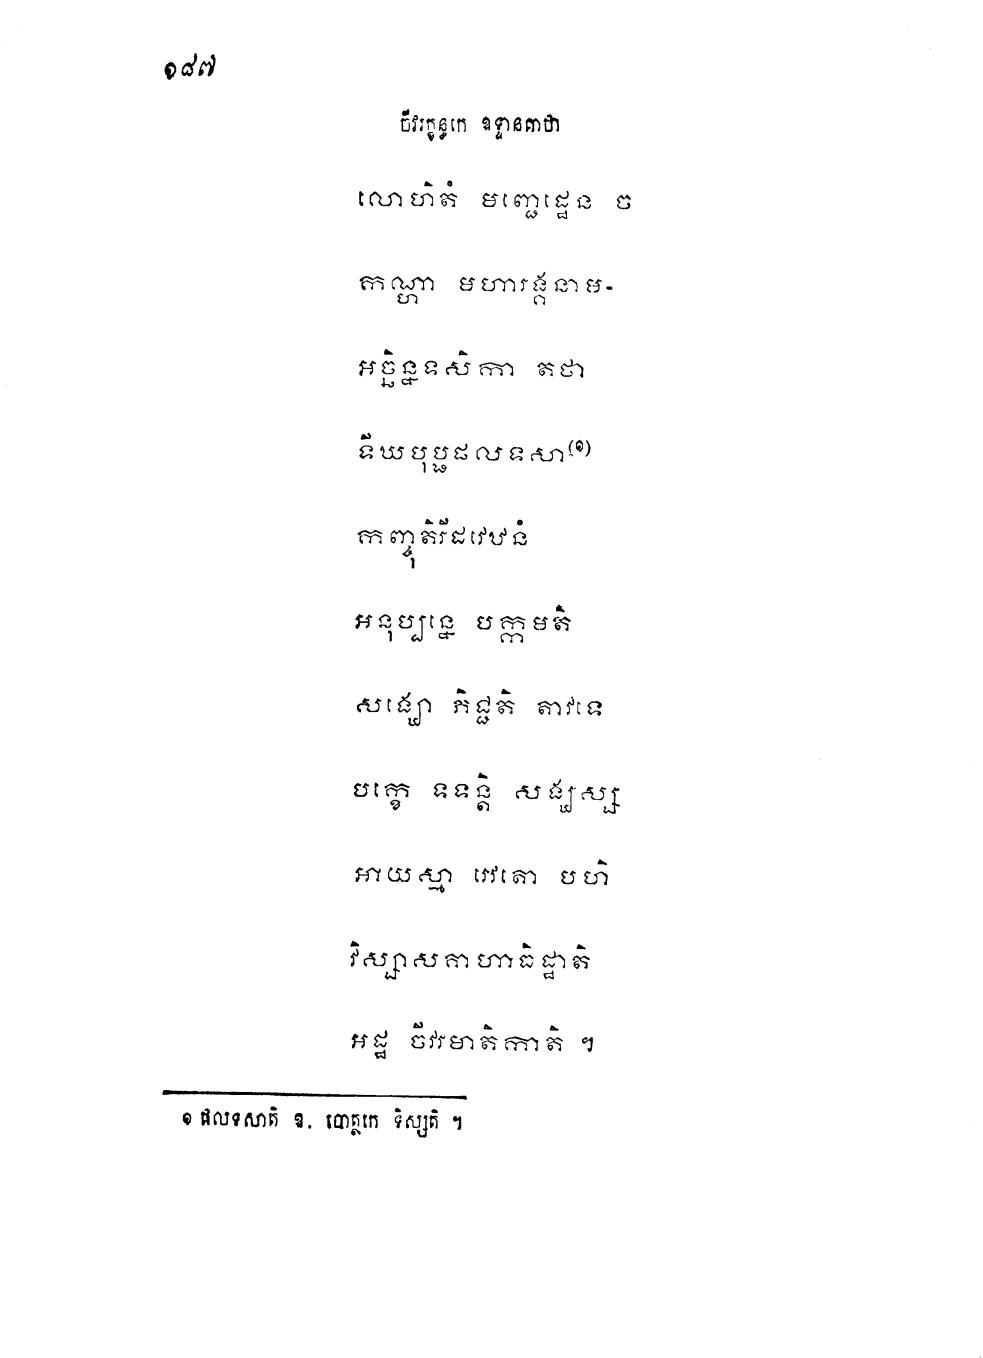 ១៨៧
ចីវរក្ខន្ធកេ ឧទ្ទានគាថា
លោហិតំ មញ្ជេដ្ឋេន ច
កណ្ហា មហារង្គនាម-
អច្ឆិន្នទសិកា តថា
ទីឃបុប្ផផលទសា(១)
កញ្ចុតិរីដវេឋនំ
អនុប្បន្នេ បក្កមតិ
សង្ឃោ ភិជ្ជតិ តាវទេ
បក្ខេ ទទន្តិ សង្ឃស្ស
អាយស្មា រេវតោ បហិ
វិស្សាសគាហាធិដ្ឋាតិ
អដ្ឋ ចីវរមាតិកាតិ ។
១ ផលទសាតិ ឱ. បោត្ថកេ ទិស្សតិ ។